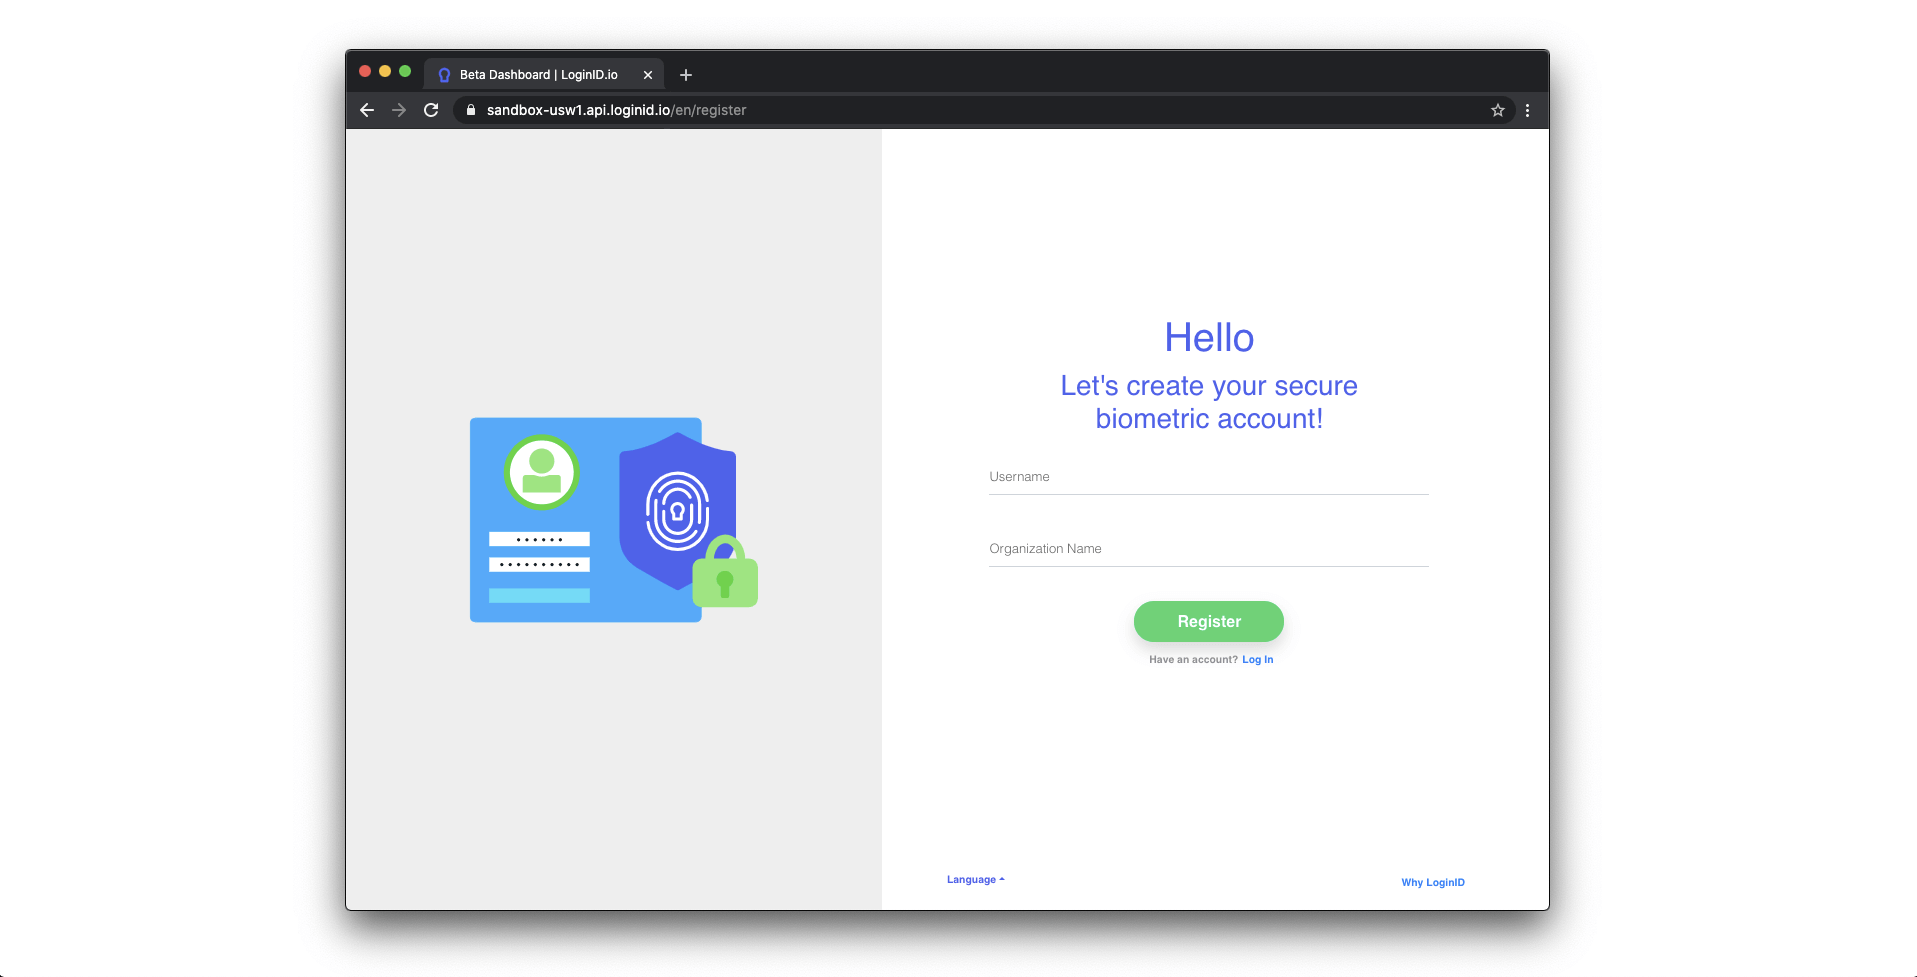 Beta Dashboard | LoginID.io
sandbox-usw1.api.loginid.io/en/register
Hello
Let's create your secure
biometric account!
Username
Organization Name
Register
Have an account? Log In
Language
Why LoginID